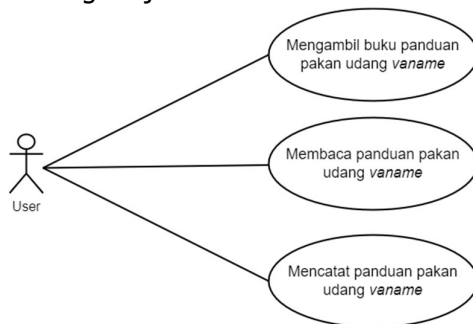 Mengambil buku panduan
pakan udang vaname
Membaca panduan pakan
udang vaname
User
Mencatat panduan pakan
udang vaname